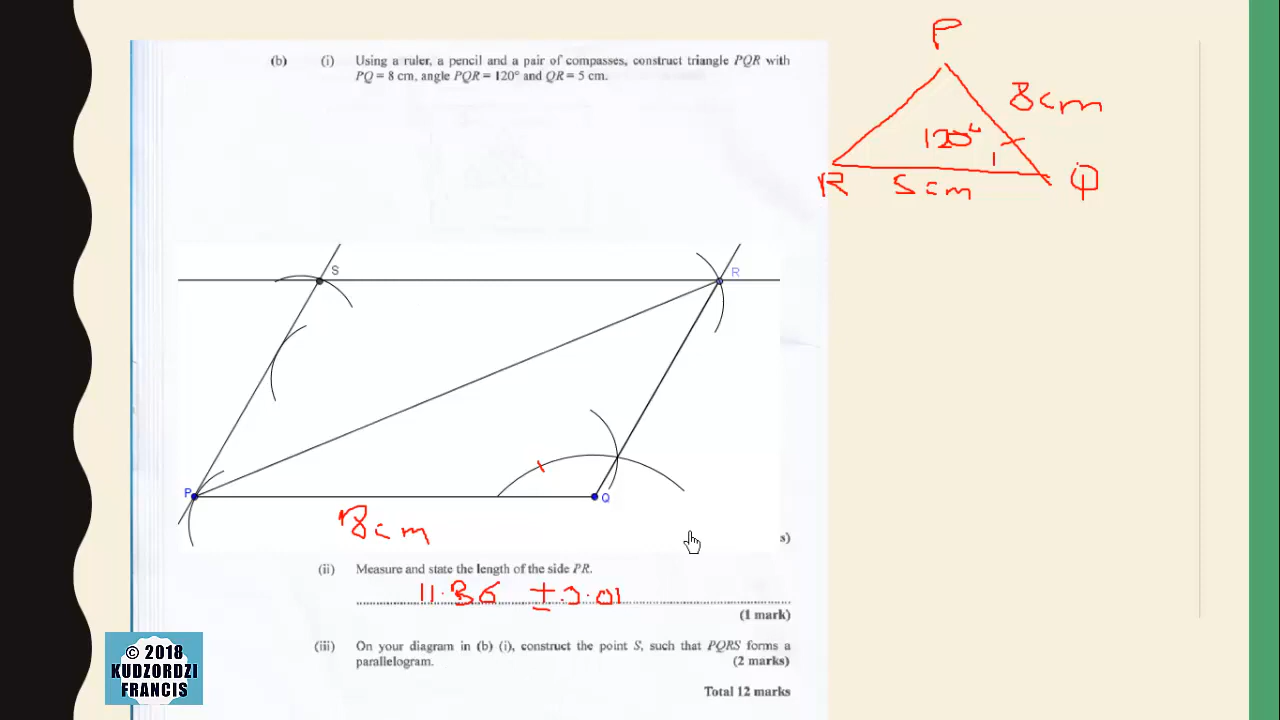 (b) (i) Using a ruler, a pencil and a pair of compasses, construct triangle PQR with
PQ = 8 cm, angle PQR = 120° and QR = 5 cm.
P
8cm
120°
R 5cm Q
S R
P Q
8cm
s)
(ii) Measure and state the length of the side PR.
11.36 ±0.01
(1 mark)
(iii) On your diagram in (b) (i), construct the point S, such that PQRS forms a
parallelogram. (2 marks)
Total 12 marks
© 2018
KUDZORDZI
FRANCIS